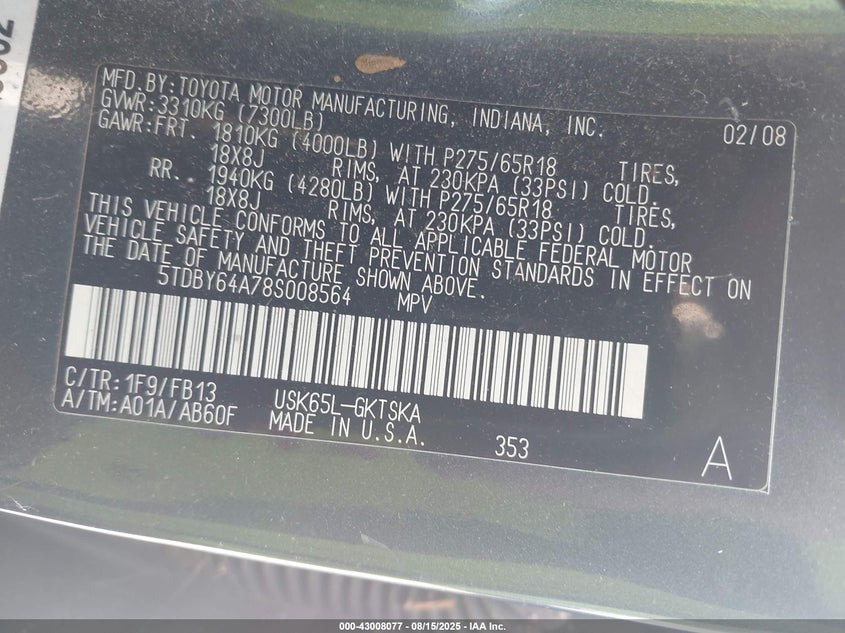 MFD.BY:TOYOTA MOTOR MANUFACTURING, INDIANA, INC. 02/08
GVWR:3310KG (7300LB)
GAWR:FRT. 1810KG (4000LB) WITH P275/65R18 TIRES,
18X8J RIMS, AT 230KPA (33PSI) COLD.
RR. 1940KG (4280LB) WITH P275/65R18 TIRES,
18X8J RIMS, AT 230KPA (33PSI) COLD.
THIS VEHICLE CONFORMS TO ALL APPLICABLE FEDERAL MOTOR
VEHICLE SAFETY AND THEFT PREVENTION STANDARDS IN EFFECT ON
THE DATE OF MANUFACTURE SHOWN ABOVE.
5TDBY64A78S008564 MPV
C/TR:1F9/FB13 USK65L-GKTSKA
A/TM:A01A/AB60F MADE IN U.S.A. 353 A
000-43008077 - 08/15/2025 - IAA Inc.